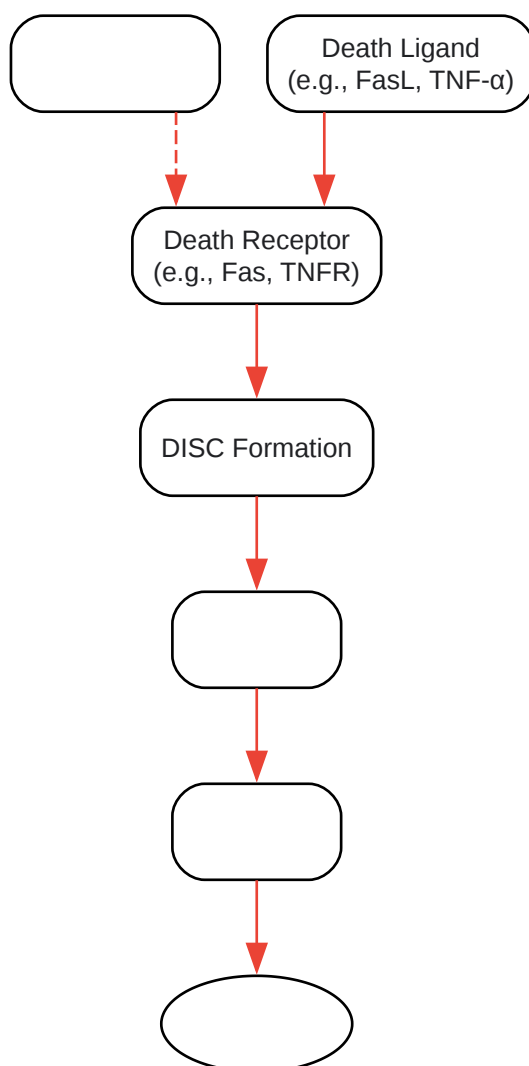 Death Ligand
(e.g., FasL, TNF-α)
Death Receptor
(e.g., Fas, TNFR)
DISC Formation